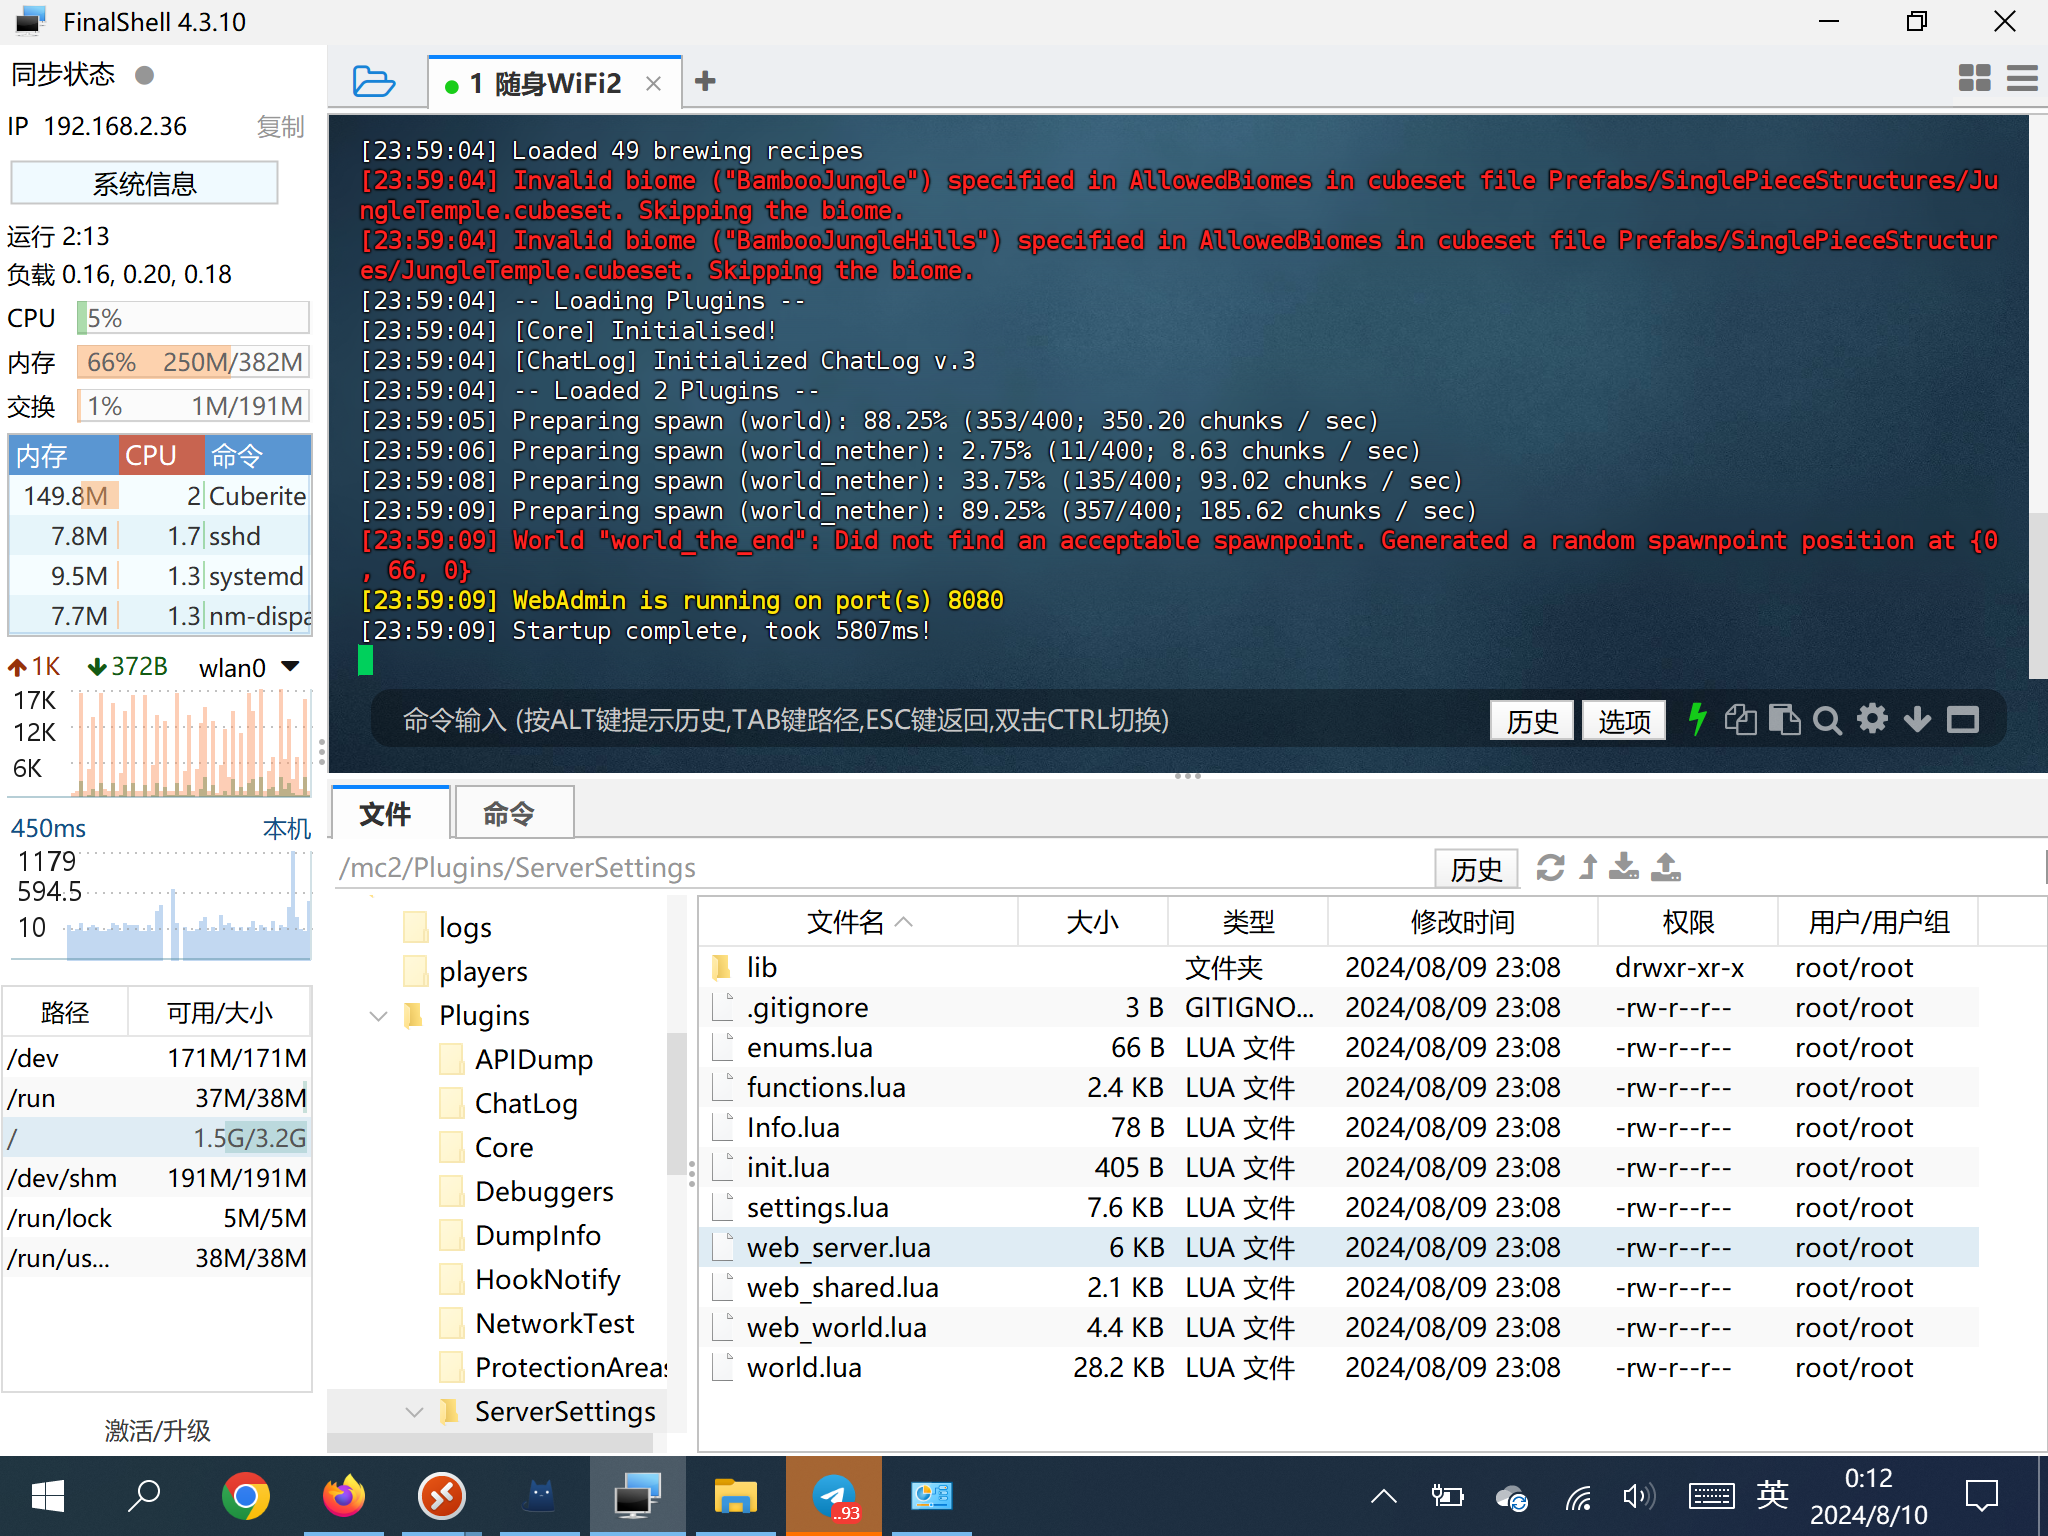 FinalShell 4.3.10
同步状态
IP 192.168.2.36 复制
系统信息
运行 2:13
负载 0.16, 0.20, 0.18
CPU 5%
内存 66% 250M/382M
交换 1% 1M/191M
内存 CPU 命令
149.8M 2 Cuberite
7.8M 1.7 sshd
9.5M 1.3 systemd
7.7M 1.3 nm-dispa
1K 372B wlan0
17K
12K
6K
450ms 本机
1179
594.5
10
路径 可用/大小
/dev 171M/171M
/run 37M/38M
/ 1.5G/3.2G
/dev/shm 191M/191M
/run/lock 5M/5M
/run/us... 38M/38M
激活/升级
1 随身WiFi2
[23:59:04] Loaded 49 brewing recipes
[23:59:04] Invalid biome ("BambooJungle") specified in AllowedBiomes in cubeset file Prefabs/SinglePieceStructures/Ju
ngleTemple.cubeset. Skipping the biome.
[23:59:04] Invalid biome ("BambooJungleHills") specified in AllowedBiomes in cubeset file Prefabs/SinglePieceStructur
es/JungleTemple.cubeset. Skipping the biome.
[23:59:04] -- Loading Plugins --
[23:59:04] [Core] Initialised!
[23:59:04] [ChatLog] Initialized ChatLog v.3
[23:59:04] -- Loaded 2 Plugins --
[23:59:05] Preparing spawn (world): 88.25% (353/400; 350.20 chunks / sec)
[23:59:06] Preparing spawn (world_nether): 2.75% (11/400; 8.63 chunks / sec)
[23:59:08] Preparing spawn (world_nether): 33.75% (135/400; 93.02 chunks / sec)
[23:59:09] Preparing spawn (world_nether): 89.25% (357/400; 185.62 chunks / sec)
[23:59:09] World "world_the_end": Did not find an acceptable spawnpoint. Generated a random spawnpoint position at {0
, 66, 0}
[23:59:09] WebAdmin is running on port(s) 8080
[23:59:09] Startup complete, took 5807ms!
命令输入 (按ALT键提示历史,TAB键路径,ESC键返回,双击CTRL切换) 历史 选项
文件 命令
/mc2/Plugins/ServerSettings 历史
logs
players
Plugins
APIDump
ChatLog
Core
Debuggers
DumpInfo
HookNotify
NetworkTest
ProtectionAreas
ServerSettings
文件名 大小 类型 修改时间 权限 用户/用户组
lib 文件夹 2024/08/09 23:08 drwxr-xr-x root/root
.gitignore 3 B GITIGNO... 2024/08/09 23:08 -rw-r--r-- root/root
enums.lua 66 B LUA 文件 2024/08/09 23:08 -rw-r--r-- root/root
functions.lua 2.4 KB LUA 文件 2024/08/09 23:08 -rw-r--r-- root/root
Info.lua 78 B LUA 文件 2024/08/09 23:08 -rw-r--r-- root/root
init.lua 405 B LUA 文件 2024/08/09 23:08 -rw-r--r-- root/root
settings.lua 7.6 KB LUA 文件 2024/08/09 23:08 -rw-r--r-- root/root
web_server.lua 6 KB LUA 文件 2024/08/09 23:08 -rw-r--r-- root/root
web_shared.lua 2.1 KB LUA 文件 2024/08/09 23:08 -rw-r--r-- root/root
web_world.lua 4.4 KB LUA 文件 2024/08/09 23:08 -rw-r--r-- root/root
world.lua 28.2 KB LUA 文件 2024/08/09 23:08 -rw-r--r-- root/root
..93
英
0:12
2024/8/10